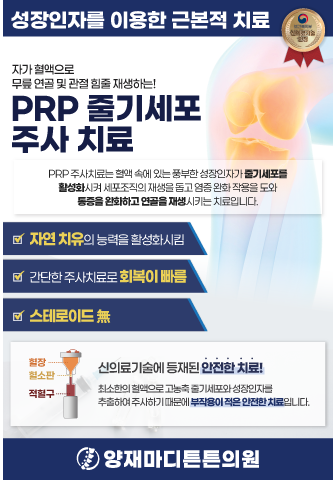 성장인자를 이용한 근본적 치료
자가 혈액으로
무릎 연골 및 관절 힘줄 재생하는!
PRP 줄기세포
주사 치료
PRP 주사치료는 혈액 속에 있는 풍부한 성장인자가 줄기세포를
활성화시켜 세포조직의 재생을 돕고 염증 완화 작용을 도와
통증을 완화하고 연골을 재생시키는 치료입니다.
자연 치유의 능력을 활성화시킴
간단한 주사치료로 회복이 빠름
스테로이드 無
혈장
혈소판
적혈구
신의료기술에 등재된 안전한 치료!
최소한의 혈액으로 고농축 줄기세포와 성장인자를
추출하여 주사하기 때문에 부작용이 적은 안전한 치료입니다.
양재마디튼튼의원